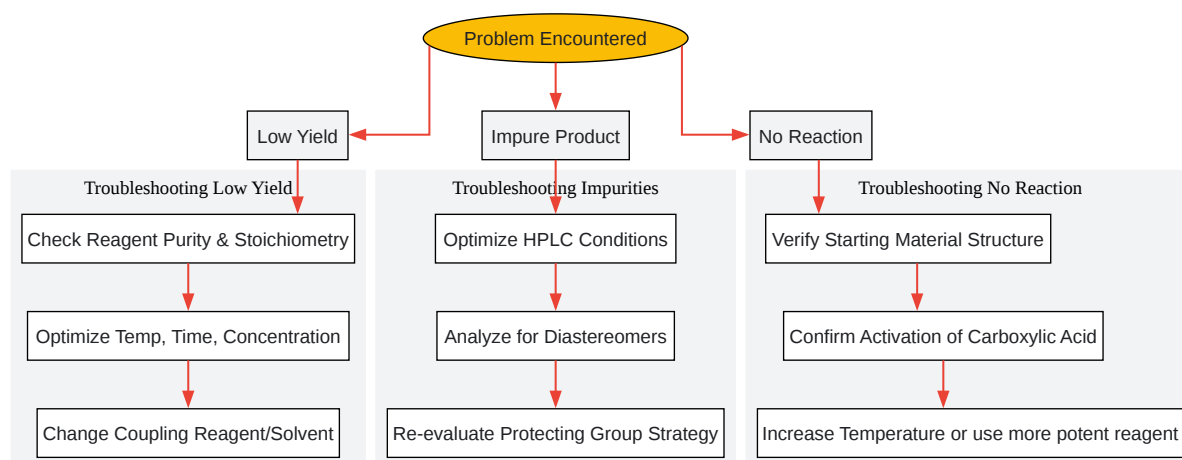 Problem Encountered
Low Yield
Impure Product
No Reaction
Troubleshooting Low Yield
Troubleshooting Impurities
Troubleshooting No Reaction
Check Reagent Purity & Stoichiometry
Optimize HPLC Conditions
Verify Starting Material Structure
Optimize Temp, Time, Concentration
Analyze for Diastereomers
Confirm Activation of Carboxylic Acid
Change Coupling Reagent/Solvent
Re-evaluate Protecting Group Strategy
Increase Temperature or use more potent reagent